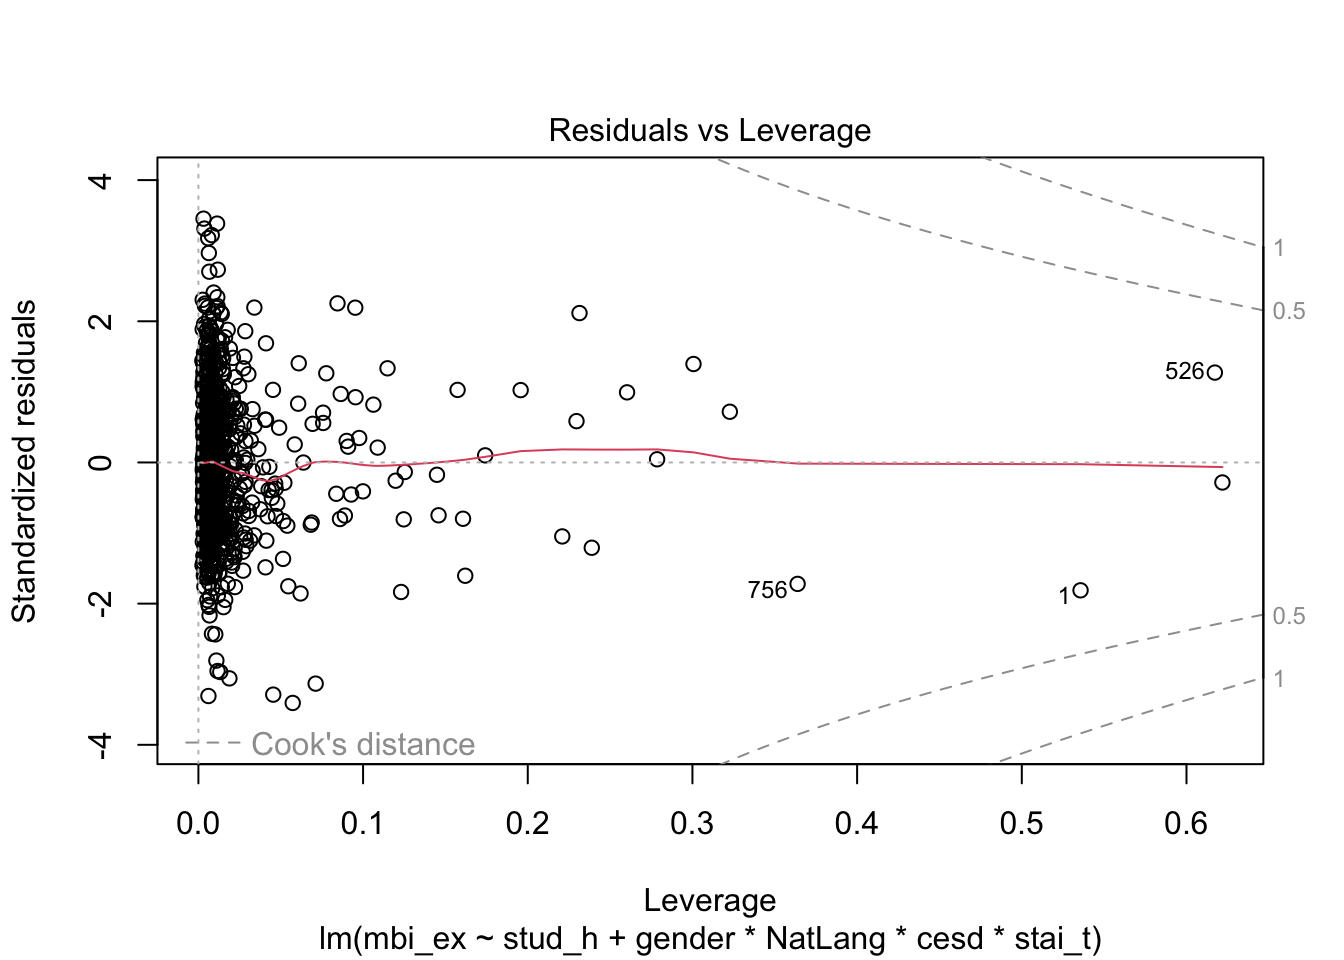 Residuals vs Leverage
Standardized residuals
4
2
0
-2
-4
1
0.5
0.5
1
526
756
1
Cook's distance
0.0 0.1 0.2 0.3 0.4 0.5 0.6
Leverage
lm(mbi_ex ~ stud_h + gender * NatLang * cesd * stai_t)